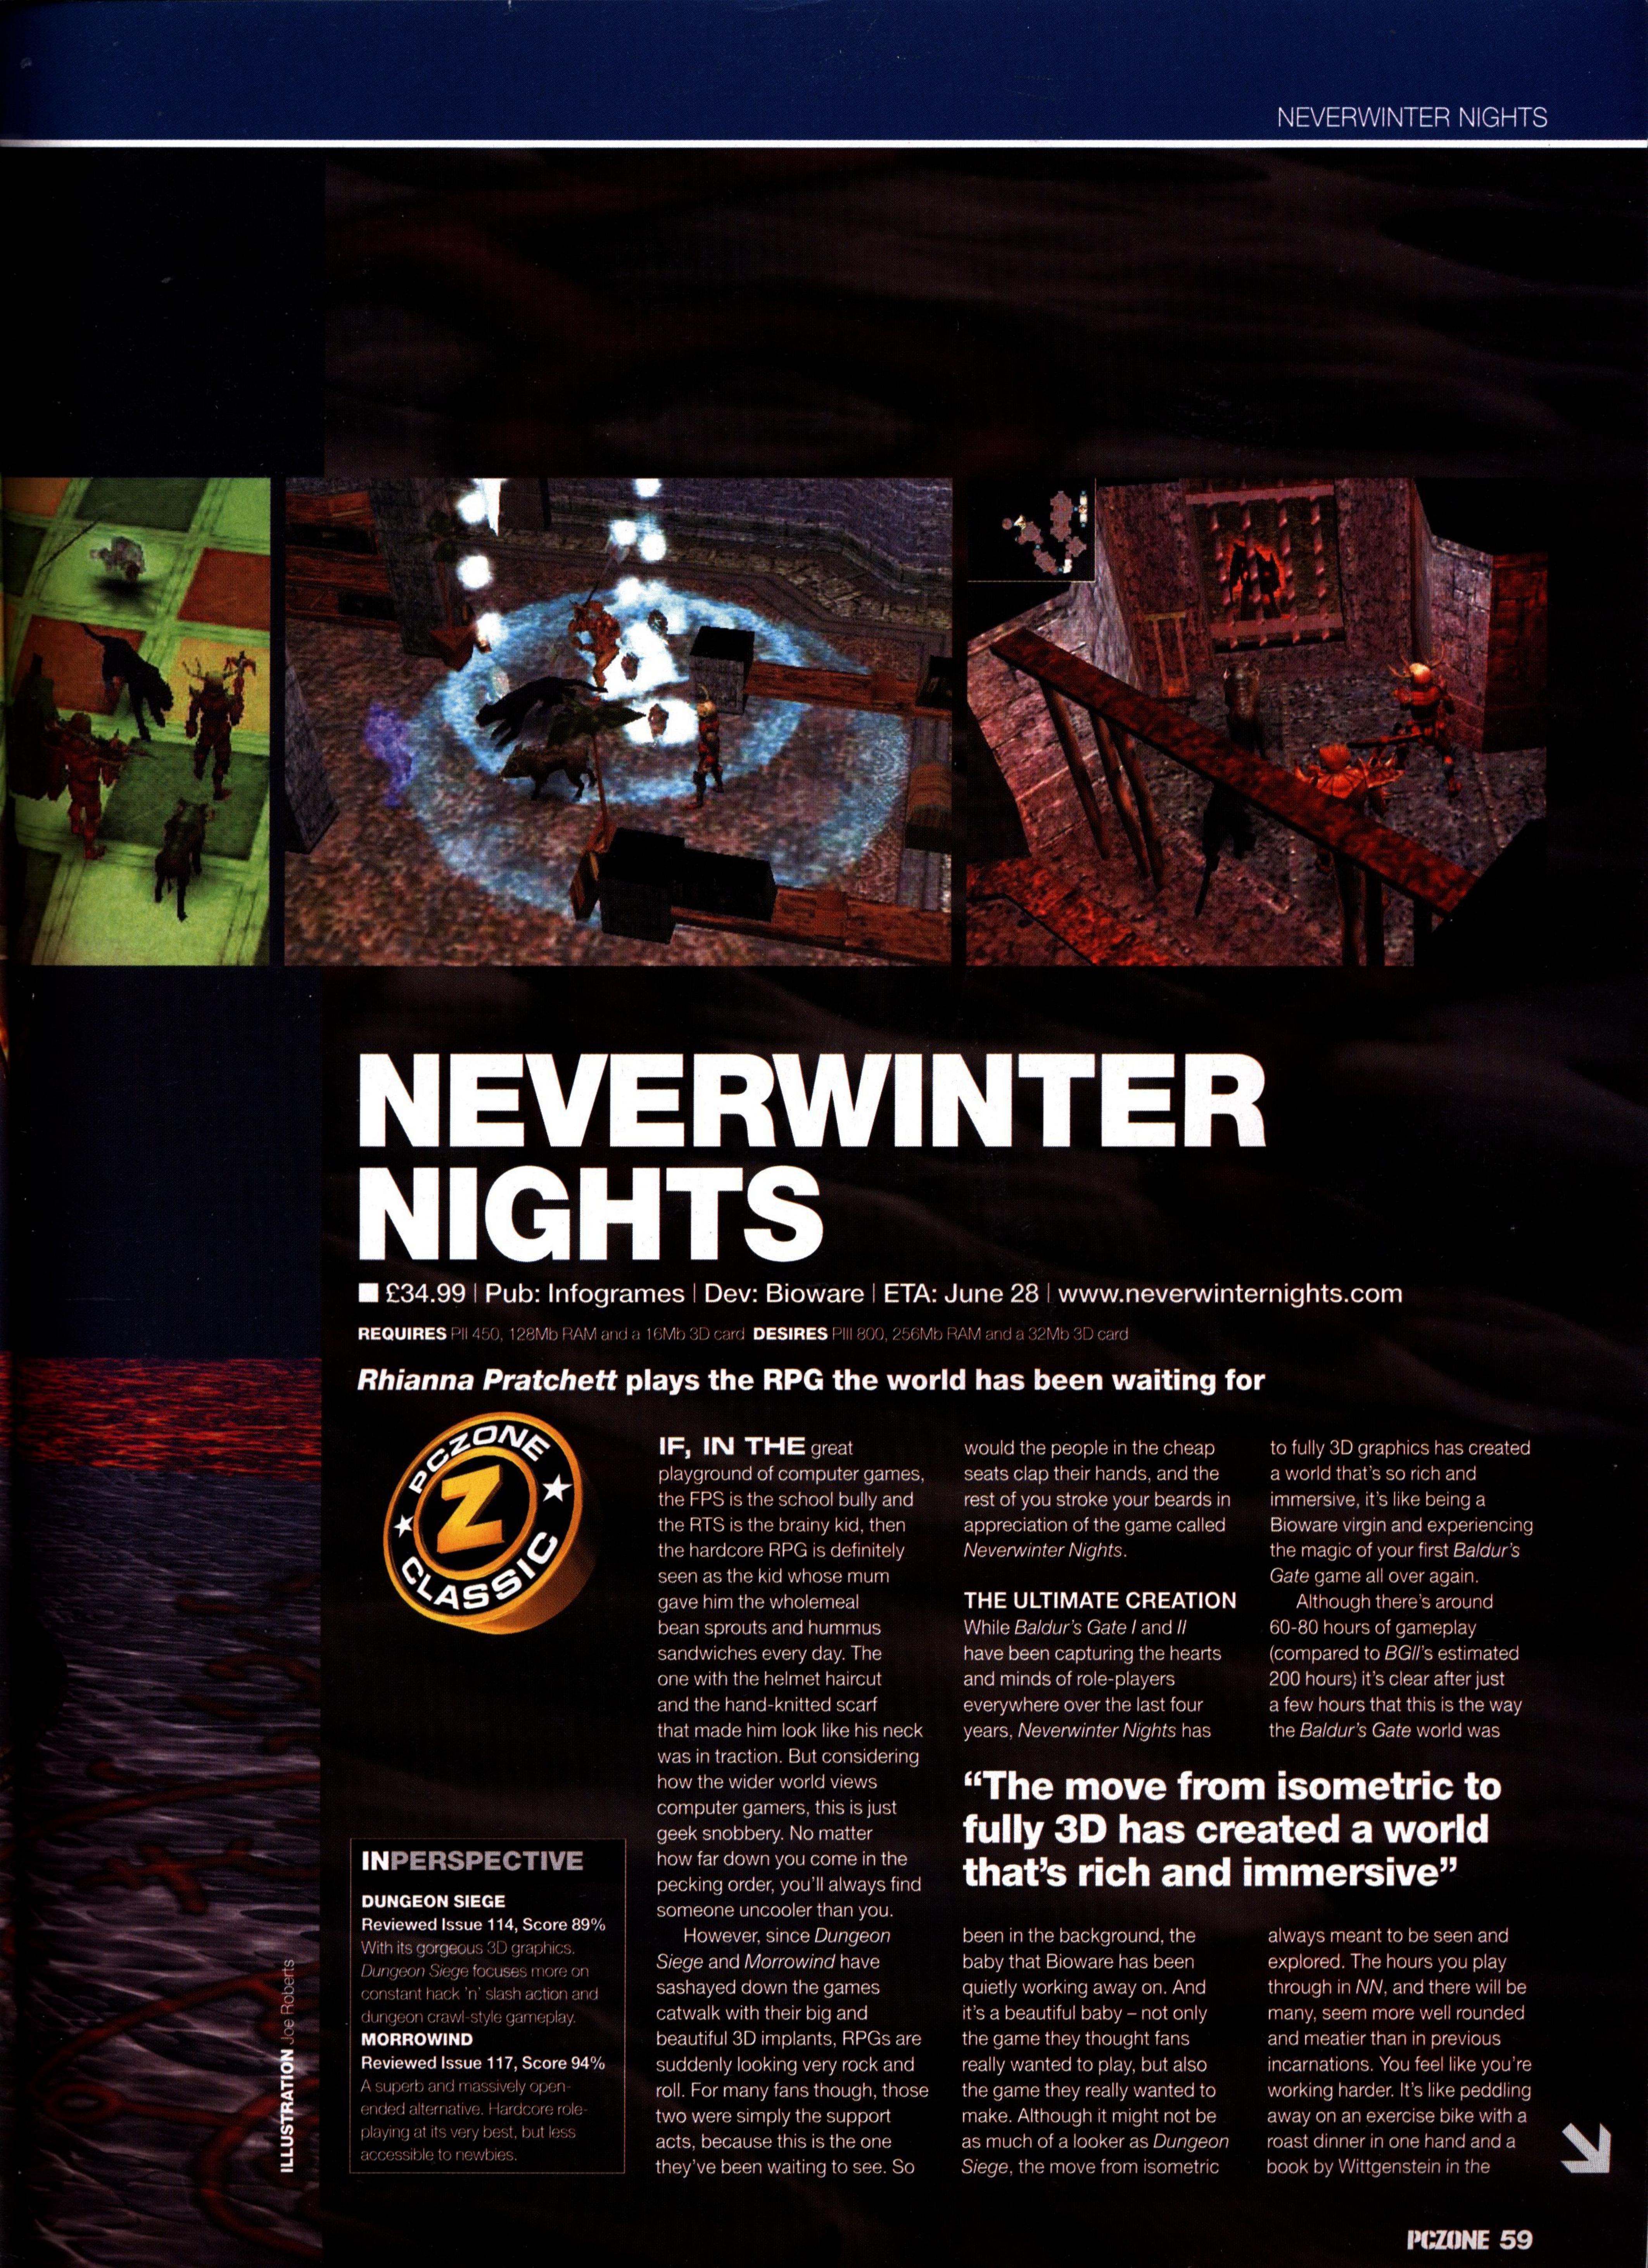 NEVERWINTER NIGHTS
NEVERWINTER
NIGHTS
£34.99 | Pub: Infogrames | Dev: Bioware | ETA: June 28 | www.neverwinternights.com
REQUIRES PII 450, 128Mb RAM and a 16Mb 3D card DESIRES PIII 800, 256Mb RAM and a 32Mb 3D card
Rhianna Pratchett plays the RPG the world has been waiting for
PCZONE
Z
CLASSIC
IF, IN THE great
playground of computer games,
the FPS is the school bully and
the RTS is the brainy kid, then
the hardcore RPG is definitely
seen as the kid whose mum
gave him the wholemeal
bean sprouts and hummus
sandwiches every day. The
one with the helmet haircut
and the hand-knitted scarf
that made him look like his neck
was in traction. But considering
how the wider world views
computer gamers, this is just
geek snobbery. No matter
how far down you come in the
pecking order, you'll always find
someone uncooler than you.
However, since Dungeon
Siege and Morrowind have
sashayed down the games
catwalk with their big and
beautiful 3D implants, RPGs are
suddenly looking very rock and
roll. For many fans though, those
two were simply the support
acts, because this is the one
they've been waiting to see. So
would the people in the cheap
seats clap their hands, and the
rest of you stroke your beards in
appreciation of the game called
Neverwinter Nights.
THE ULTIMATE CREATION
While Baldur's Gate I and II
have been capturing the hearts
and minds of role-players
everywhere over the last four
years, Neverwinter Nights has
been in the background, the
baby that Bioware has been
quietly working away on. And
it's a beautiful baby – not only
the game they thought fans
really wanted to play, but also
the game they really wanted to
make. Although it might not be
as much of a looker as Dungeon
Siege, the move from isometric
to fully 3D graphics has created
a world that's so rich and
immersive, it's like being a
Bioware virgin and experiencing
the magic of your first Baldur's
Gate game all over again.
Although there's around
60-80 hours of gameplay
(compared to BGII's estimated
200 hours) it's clear after just
a few hours that this is the way
the Baldur's Gate world was
always meant to be seen and
explored. The hours you play
through in NN, and there will be
many, seem more well rounded
and meatier than in previous
incarnations. You feel like you're
working harder. It's like peddling
away on an exercise bike with a
roast dinner in one hand and a
book by Wittgenstein in the
"The move from isometric to
fully 3D has created a world
that's rich and immersive"
INPERSPECTIVE
DUNGEON SIEGE
Reviewed Issue 114, Score 89%
With its gorgeous 3D graphics.
Dungeon Siege focuses more on
constant hack 'n' slash action and
dungeon crawl-style gameplay.
MORROWIND
Reviewed Issue 117, Score 94%
A superb and massively open-
ended alternative. Hardcore role-
playing at its very best, but less
accessible to newbies.
ILLUSTRATION Joe Roberts
PCZONE 59